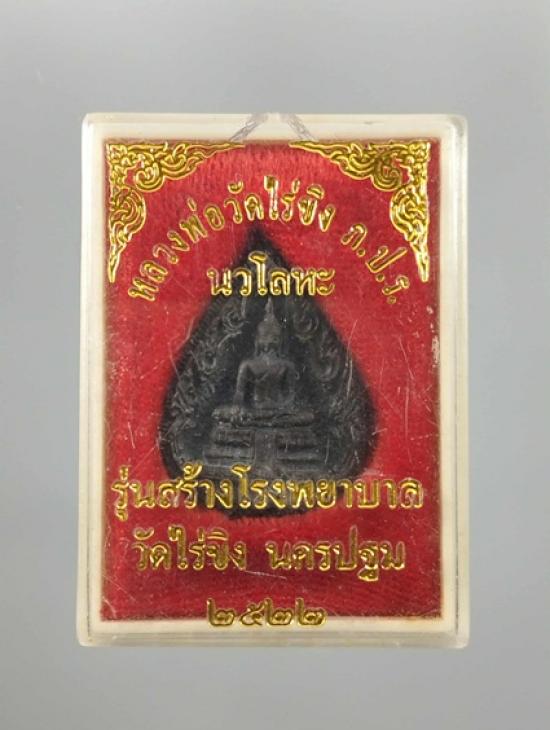 หลวงพ่อวัดไร่ขิง ภ.ป.ร.
นวโลหะ
รุ่นสร้างโรงพยาบาล
วัดไร่ขิง นครปฐม
๒๕๒๒